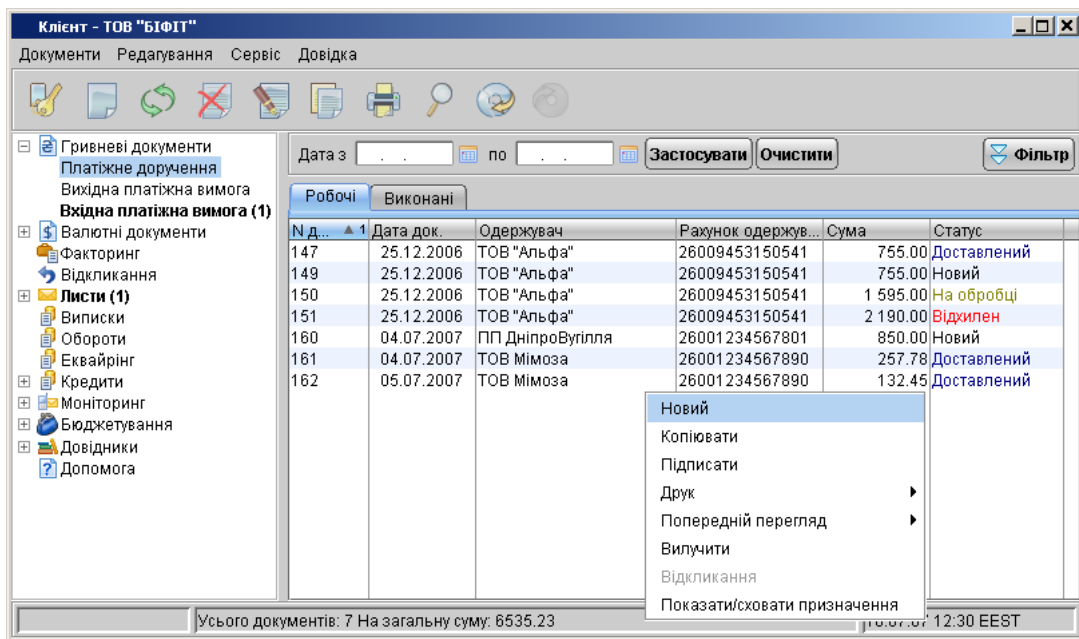 Клієнт - ТОВ "БІФІТ"
Документи Редагування Сервіс Довідка
Гривневі документи
Платіжне доручення
Вихідна платіжна вимога
Вхідна платіжна вимога (1)
Валютні документи
Факторинг
Відкликання
Листи (1)
Виписки
Обороти
Еквайрінг
Кредити
Моніторинг
Бюджетування
Довідники
Допомога
Дата з . . по . . Застосувати Очистити Фільтр
Робочі Виконані
N д... 1 Дата док. Одержувач Рахунок одержув... Сума Статус
147 25.12.2006 ТОВ "Альфа" 26009453150541 755.00 Доставлений
149 25.12.2006 ТОВ "Альфа" 26009453150541 755.00 Новий
150 25.12.2006 ТОВ "Альфа" 26009453150541 1 595.00 На обробці
151 25.12.2006 ТОВ "Альфа" 26009453150541 2 190.00 Відхилен
160 04.07.2007 ПП ДніпроВугілля 26001234567801 850.00 Новий
161 04.07.2007 ТОВ Мімоза 26001234567890 257.78 Доставлений
162 05.07.2007 ТОВ Мімоза 26001234567890 132.45 Доставлений
Новий
Копіювати
Підписати
Друк
Попередній перегляд
Вилучити
Відкликання
Показати/сховати призначення
Усього документів: 7 На загальну суму: 6535.23 12:30 EEST